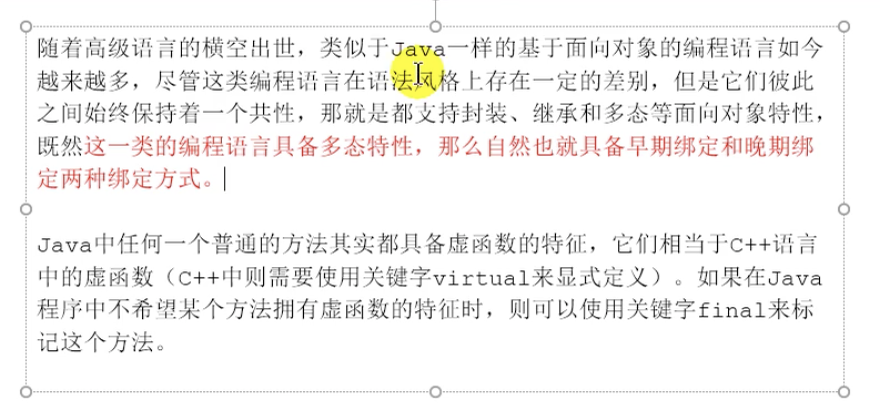 随着高级语言的横空出世，类似于Java一样的基于面向对象的编程语言如今
越来越多，尽管这类编程语言在语法风格上存在一定的差别，但是它们彼此
之间始终保持着一个共性，那就是都支持封装、继承和多态等面向对象特性，
既然这一类的编程语言具备多态特性，那么自然也就具备早期绑定和晚期绑
定两种绑定方式。
Java中任何一个普通的方法其实都具备虚函数的特征，它们相当于C++语言
中的虚函数（C++中则需要使用关键字virtual来显式定义）。如果在Java
程序中不希望某个方法拥有虚函数的特征时，则可以使用关键字final来标
记这个方法。